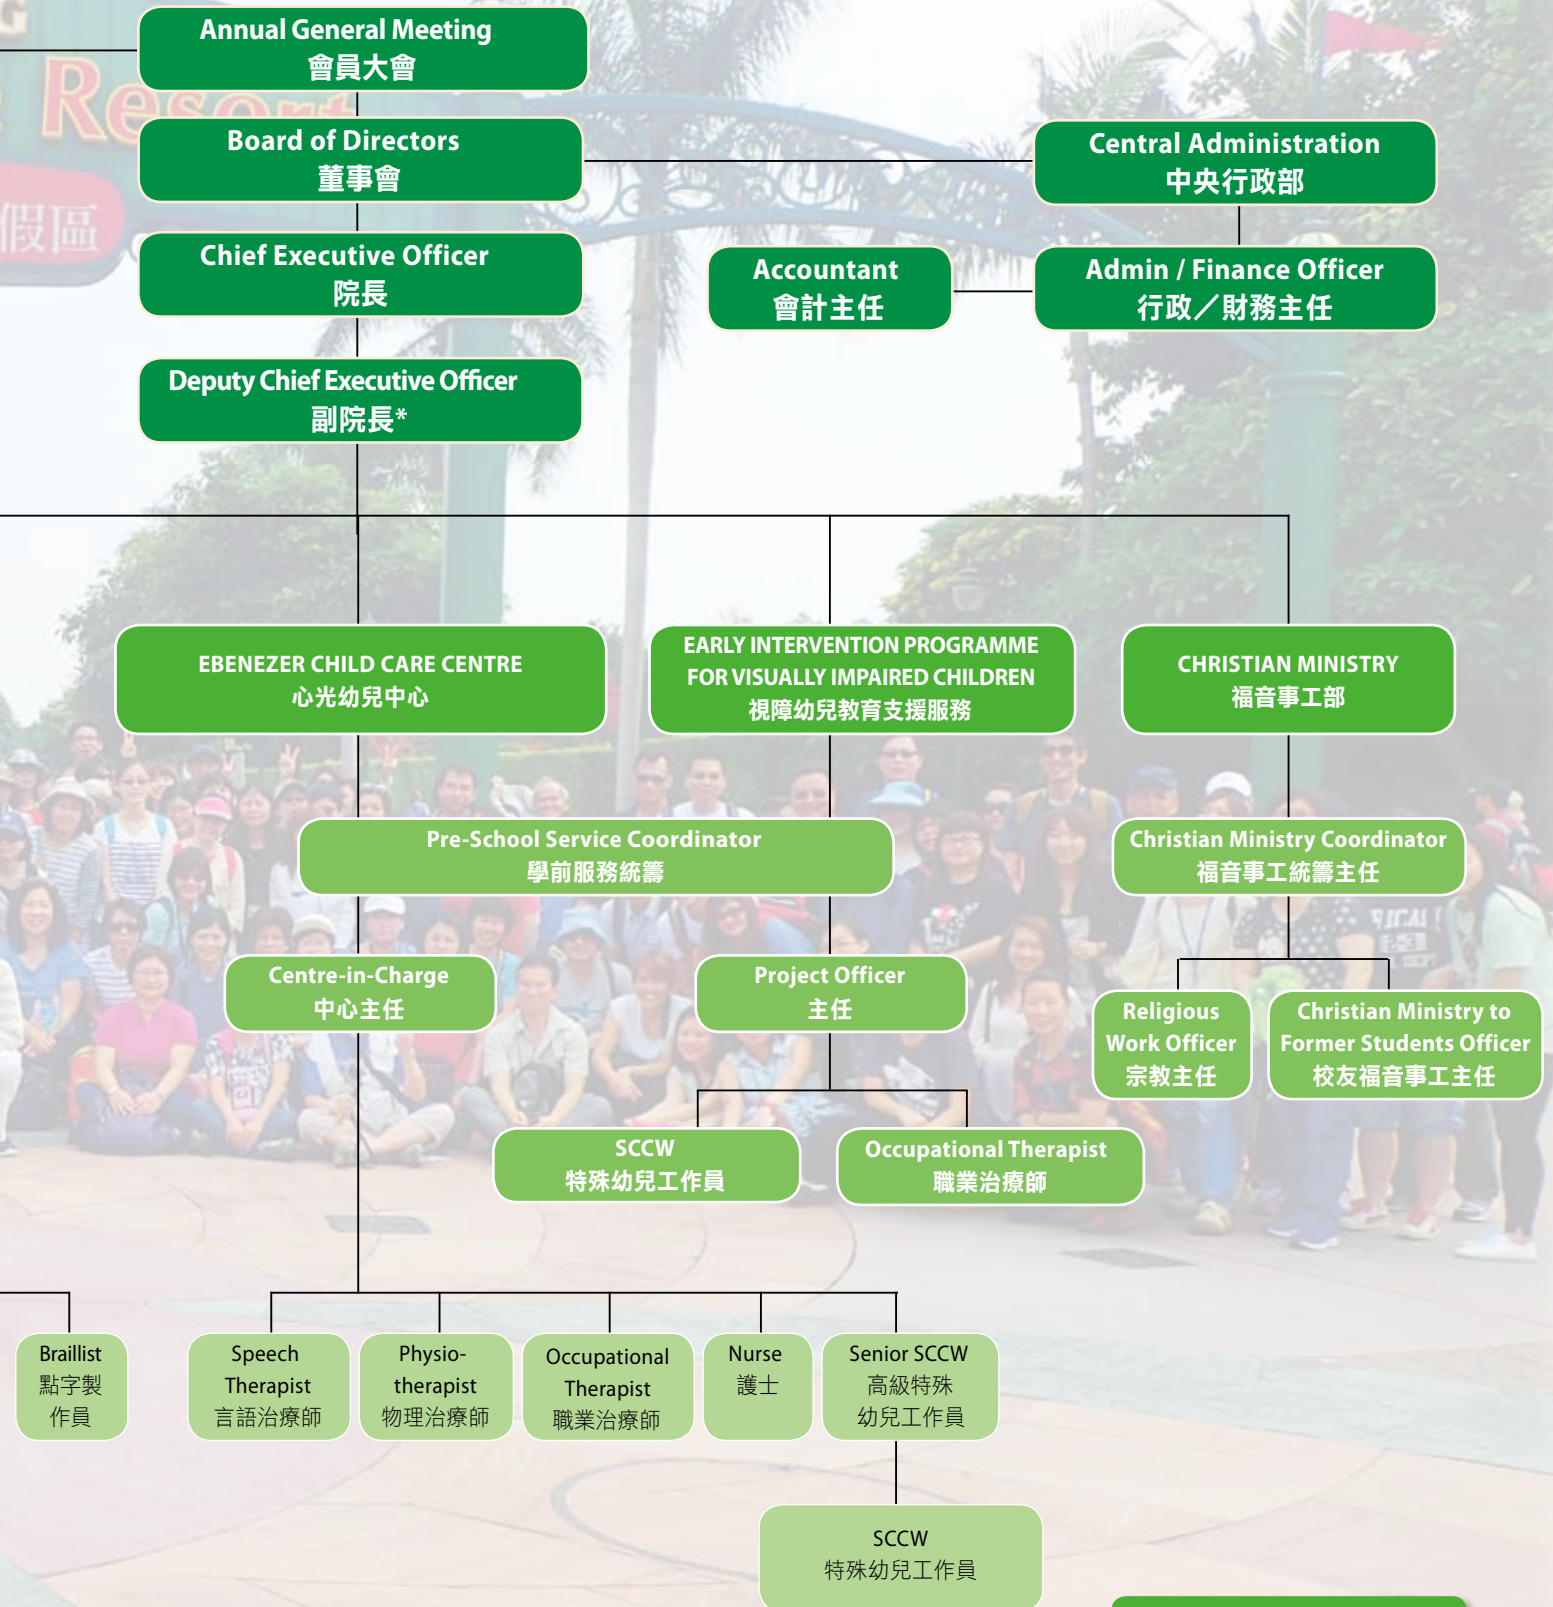 G
Resort
假區
Annual General Meeting
會員大會
Board of Directors
董事會
Central Administration
中央行政部
Chief Executive Officer
院長
Accountant
會計主任
Admin / Finance Officer
行政／財務主任
Deputy Chief Executive Officer
副院長*
EBENEZER CHILD CARE CENTRE
心光幼兒中心
EARLY INTERVENTION PROGRAMME
FOR VISUALLY IMPAIRED CHILDREN
視障幼兒教育支援服務
CHRISTIAN MINISTRY
福音事工部
Pre-School Service Coordinator
學前服務統籌
Christian Ministry Coordinator
福音事工統籌主任
Centre-in-Charge
中心主任
Project Officer
主任
Religious
Work Officer
宗教主任
Christian Ministry to
Former Students Officer
校友福音事工主任
SCCW
特殊幼兒工作員
Occupational Therapist
職業治療師
Braillist
點字製
作員
Speech
Therapist
言語治療師
Physio-
therapist
物理治療師
Occupational
Therapist
職業治療師
Nurse
護士
Senior SCCW
高級特殊
幼兒工作員
SCCW
特殊幼兒工作員